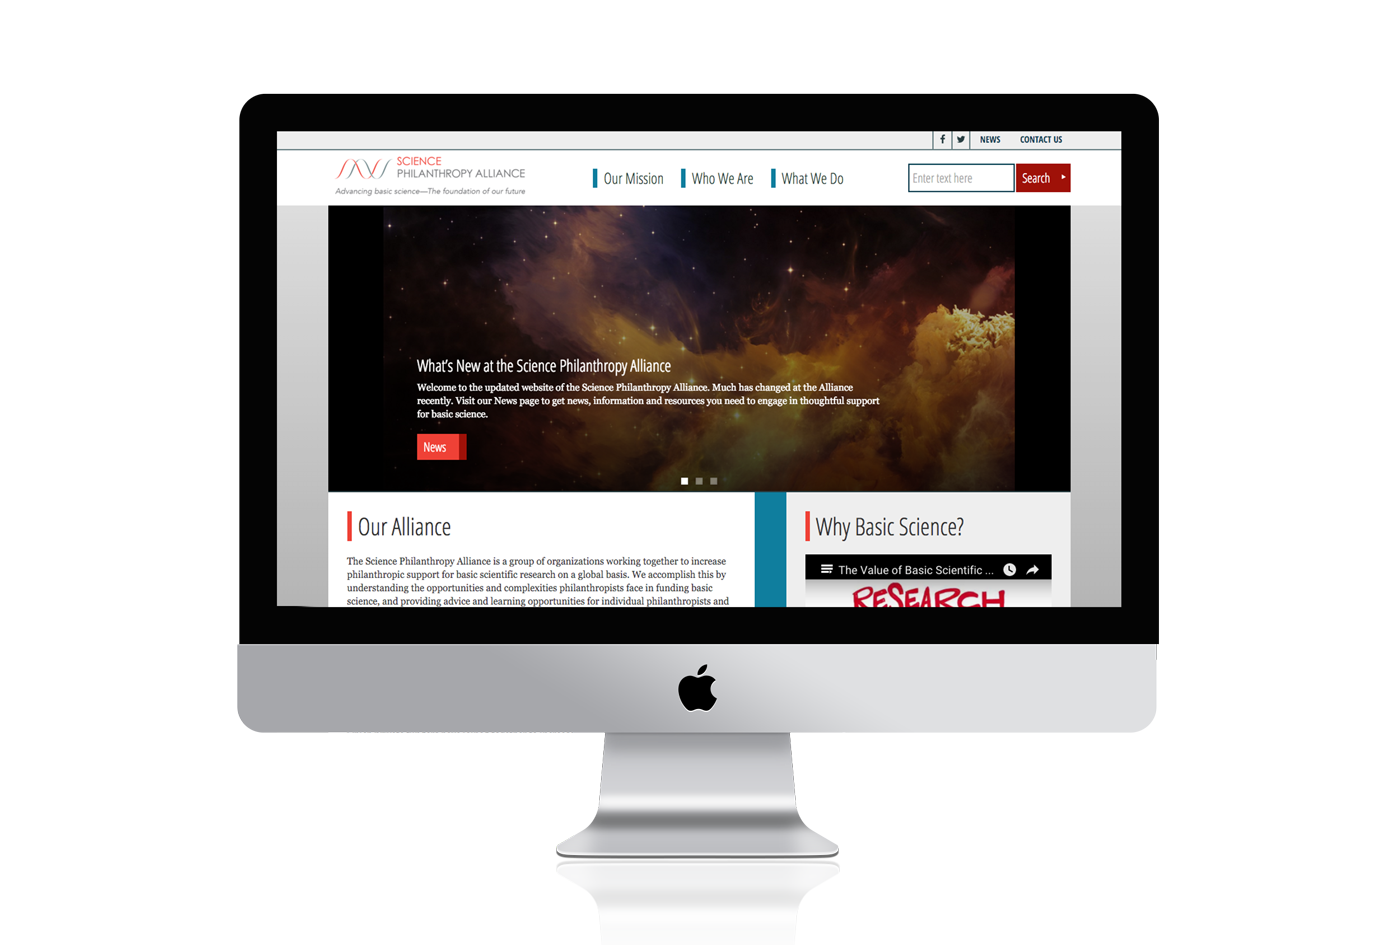 NEWS CONTACT US
SCIENCE
PHILANTHROPY ALLIANCE
Advancing basic science—The foundation of our future
Our Mission Who We Are What We Do
Enter text here Search
What's New at the Science Philanthropy Alliance
Welcome to the updated website of the Science Philanthropy Alliance. Much has changed at the Alliance
recently. Visit our News page to get news, information and resources you need to engage in thoughtful support
for basic science.
News
Our Alliance
The Science Philanthropy Alliance is a group of organizations working together to increase
philanthropic support for basic scientific research on a global basis. We accomplish this by
understanding the opportunities and complexities philanthropists face in funding basic
science, and providing advice and learning opportunities for individual philanthropists and
Why Basic Science?
The Value of Basic Scientific ...
RESEARCH